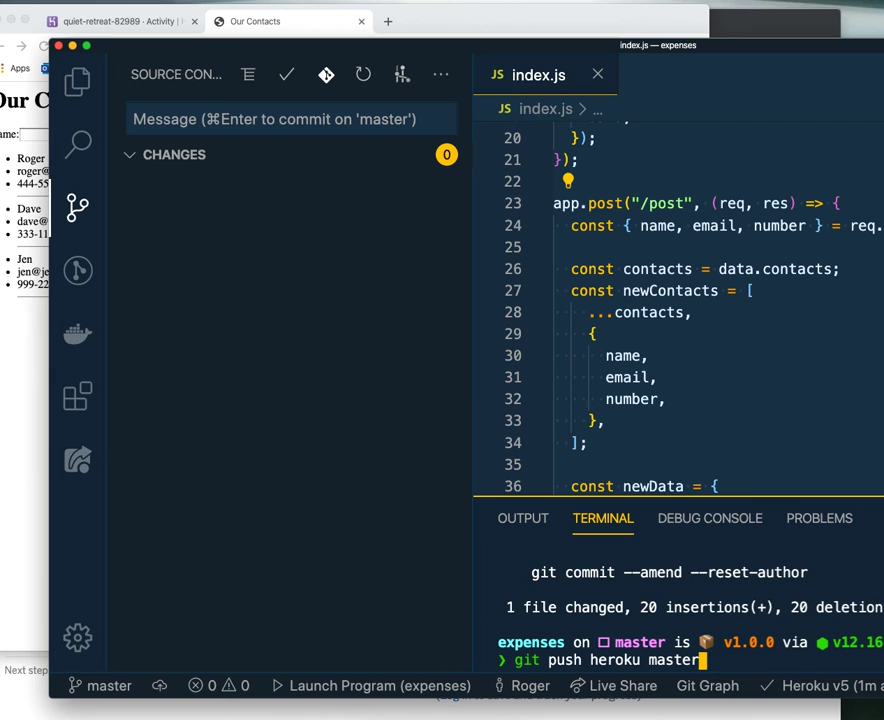 quiet-retreat-82989 · Activity |
Our Contacts
Apps
Our C
ame:
Roger
roger@
444-55
Dave
dave@
333-11
Jen
jen@je
999-22
Next step
index.js — expenses
SOURCE CON...
Message (⌘Enter to commit on 'master')
CHANGES
0
JS index.js
JS index.js > ...
20 });
21 });
22
23 app.post("/post", (req, res) => {
24 const { name, email, number } = req.
25
26 const contacts = data.contacts;
27 const newContacts = [
28 ...contacts,
29 {
30 name,
31 email,
32 number,
33 },
34 ];
35
36 const newData = {
OUTPUT TERMINAL DEBUG CONSOLE PROBLEMS
git commit --amend --reset-author
1 file changed, 20 insertions(+), 20 deletion
expenses on master is v1.0.0 via v12.16
❯ git push heroku master
master 0 0 Launch Program (expenses) Roger Live Share Git Graph Heroku v5 (1m a